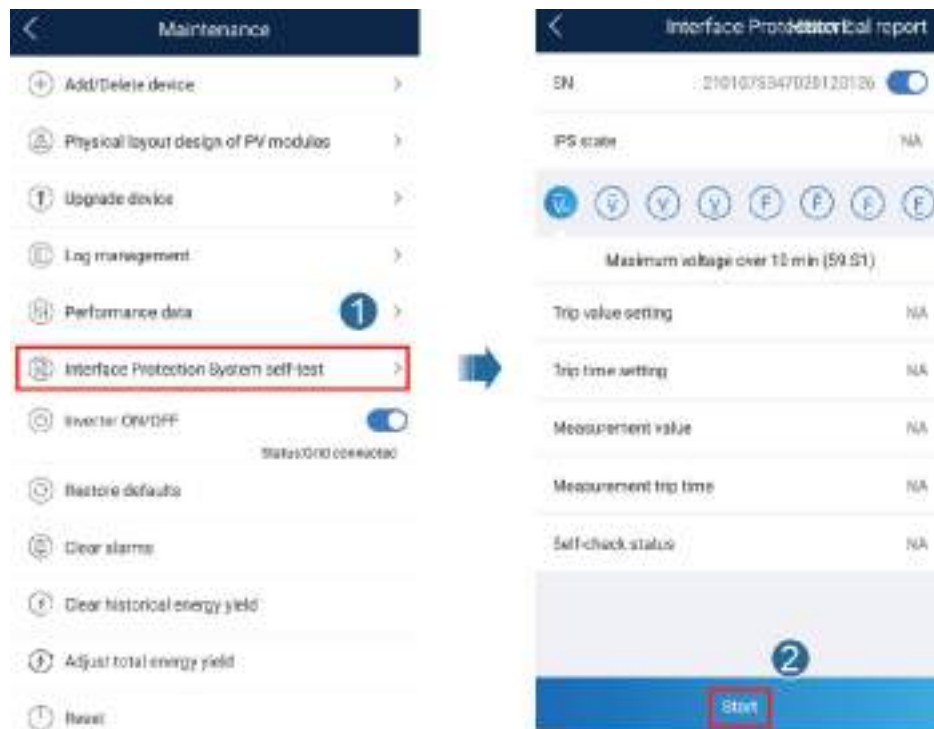 Maintenance
Add/Delete device
Physical layout design of PV modules
Upgrade device
Log management
Performance data
1
Interface Protection System self-test
Inverter ON/OFF
Status:Grid connected
Restore defaults
Clear alarms
Clear historical energy yield
Adjust total energy yield
Reset
Interface Protection report
SN
IPS state NA
Maximum voltage over 10 min (59.S1)
Trip value setting NA
Trip time setting NA
Measurement value NA
Measurement trip time NA
Self-check status NA
2
Start